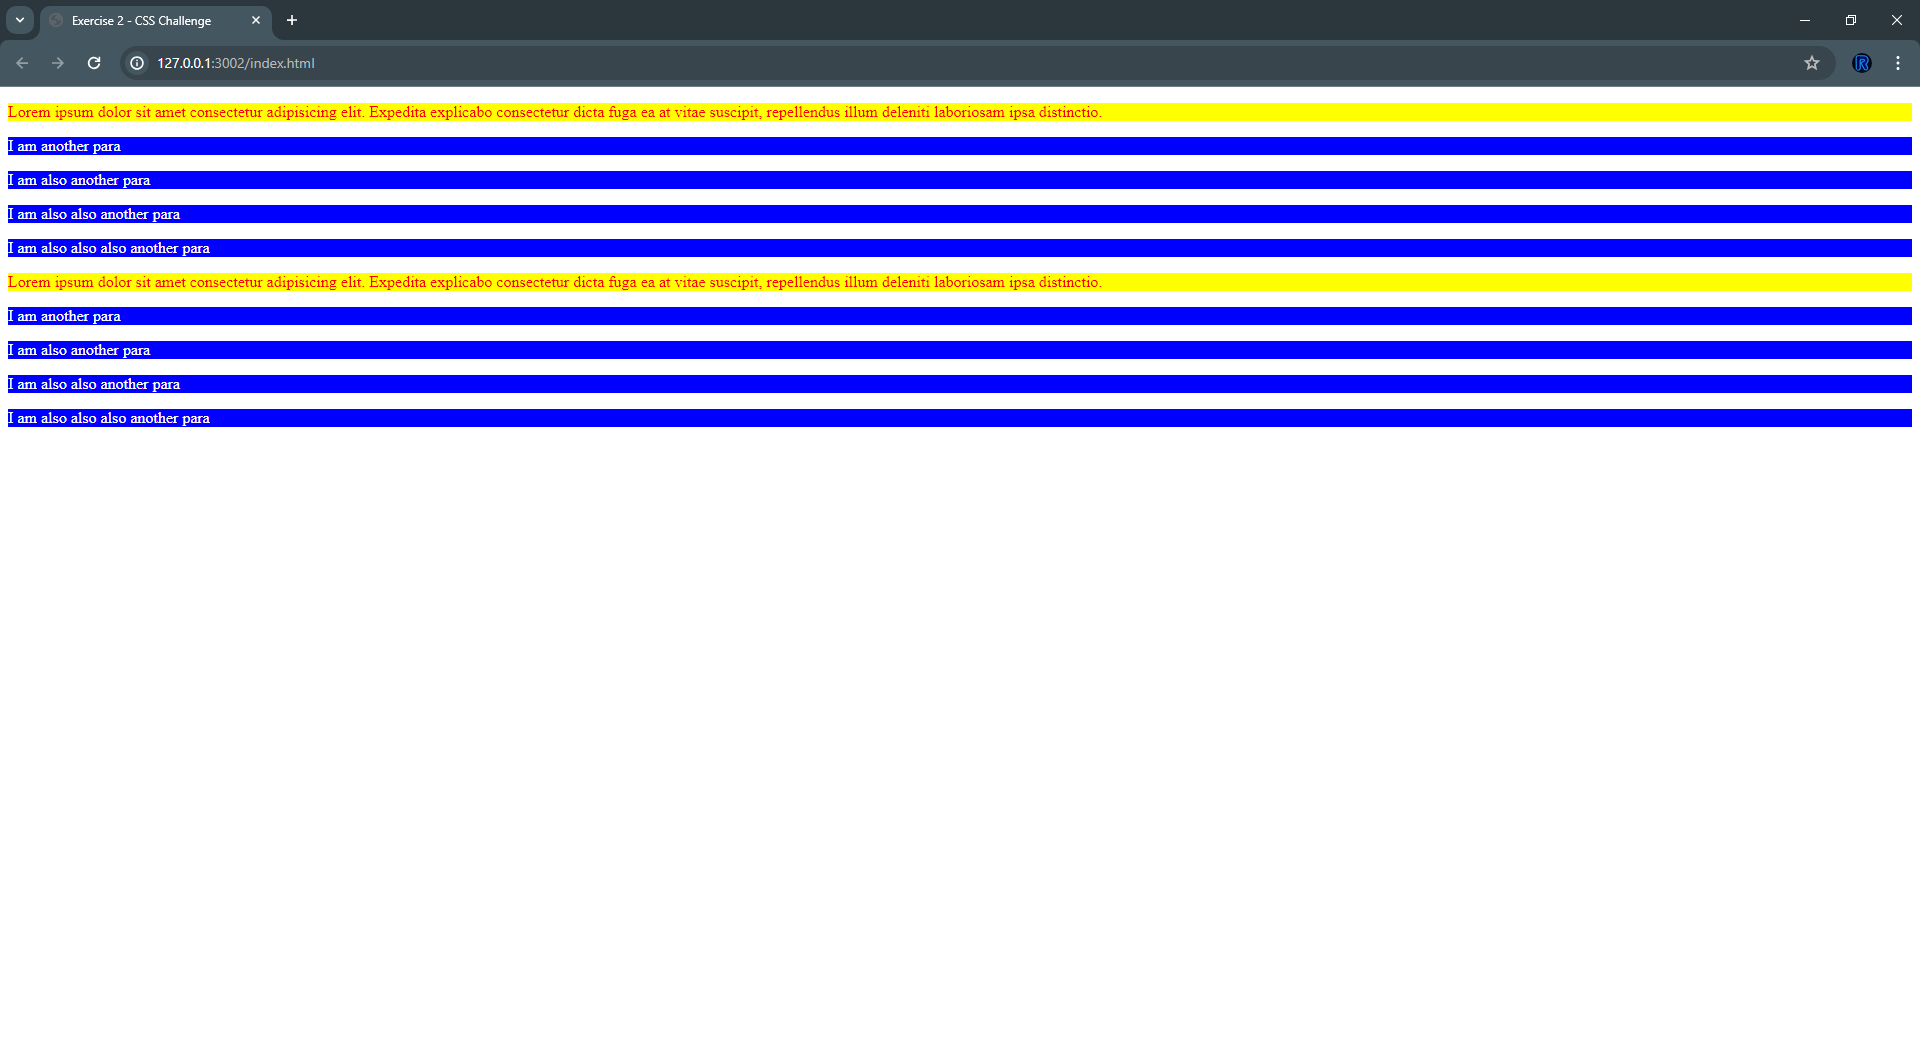 Exercise 2 - CSS Challenge
127.0.0.1:3002/index.html
R
Lorem ipsum dolor sit amet consectetur adipisicing elit. Expedita explicabo consectetur dicta fuga ea at vitae suscipit, repellendus illum deleniti laboriosam ipsa distinctio.
I am another para
I am also another para
I am also also another para
I am also also also another para
Lorem ipsum dolor sit amet consectetur adipisicing elit. Expedita explicabo consectetur dicta fuga ea at vitae suscipit, repellendus illum deleniti laboriosam ipsa distinctio.
I am another para
I am also another para
I am also also another para
I am also also also another para